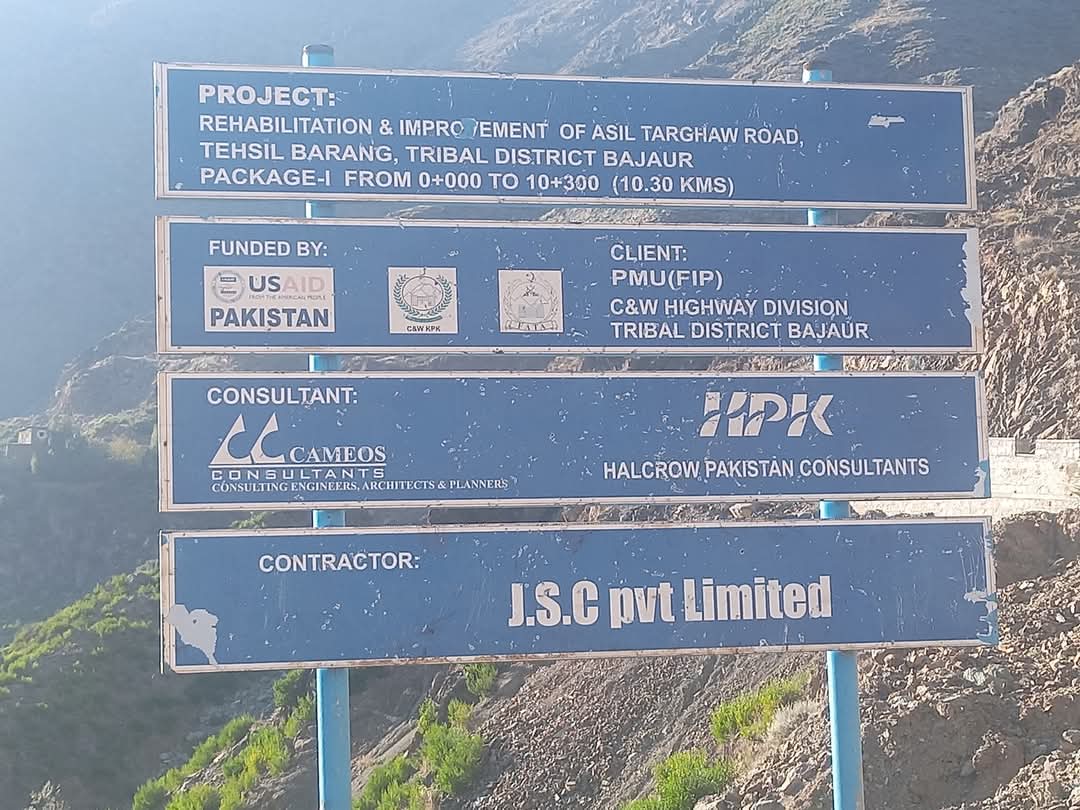 PROJECT:
REHABILITATION & IMPROVEMENT OF ASIL TARGHAW ROAD,
TEHSIL BARANG, TRIBAL DISTRICT BAJAUR
PACKAGE-I FROM 0+000 TO 10+300 (10.30 KMS)
FUNDED BY:
USAID
FROM THE AMERICAN PEOPLE
PAKISTAN
C&W KPK
FATA
CLIENT:
PMU(FIP)
C&W HIGHWAY DIVISION
TRIBAL DISTRICT BAJAUR
CONSULTANT:
CAMEOS
CONSULTANTS
CONSULTING ENGINEERS, ARCHITECTS & PLANNERS
HPK
HALCROW PAKISTAN CONSULTANTS
CONTRACTOR:
J.S.C pvt Limited